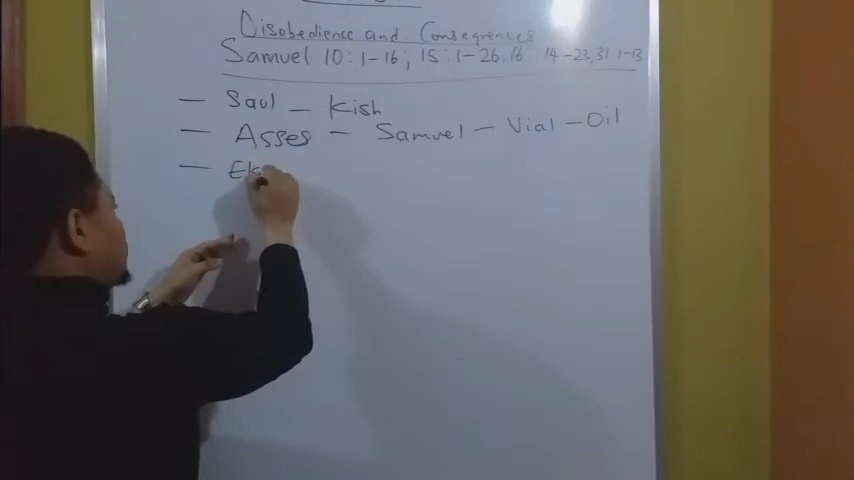 Disobedience and Consequences
Samuel 10:1-16; 15:1-26, 16 14-23, 31 1-13
— Saul — Kish
— Asses — Samuel — Vial — Oil
— Ek